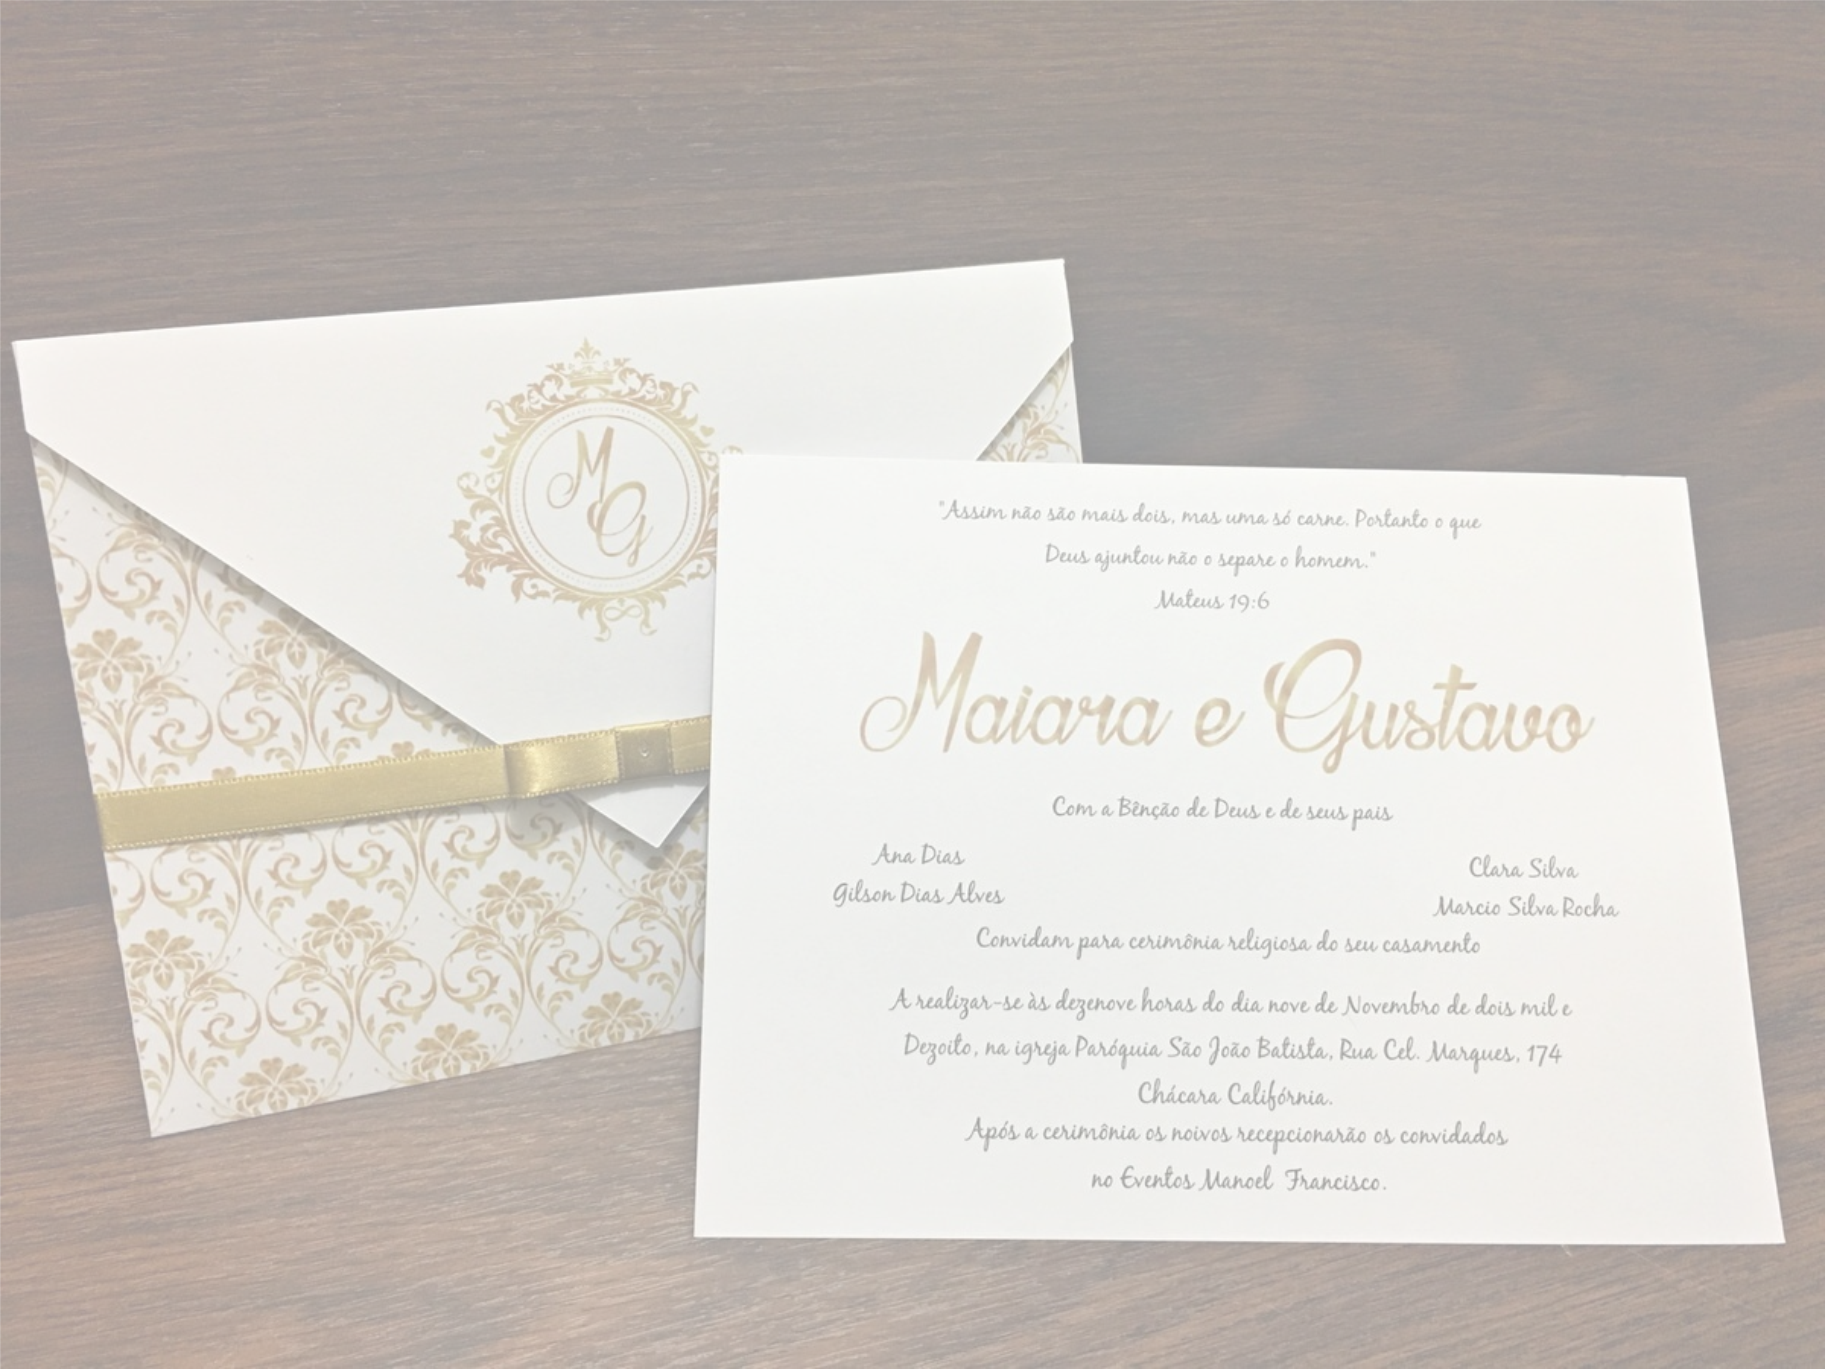 M
G
"Assim não são mais dois, mas uma só carne. Portanto o que
Deus ajuntou não o separe o homem."
Mateus 19:6
Maiara e Gustavo
Com a Bênção de Deus e de seus pais
Ana Dias
Gilson Dias Alves
Clara Silva
Marcio Silva Rocha
Convidam para cerimônia religiosa do seu casamento
A realizar-se às dezenove horas do dia nove de Novembro de dois mil e
Dezoito, na igreja Paróquia São João Batista, Rua Cel. Marques, 174
Chácara Califórnia.
Após a cerimônia os noivos recepcionarão os convidados
no Eventos Manoel Francisco.